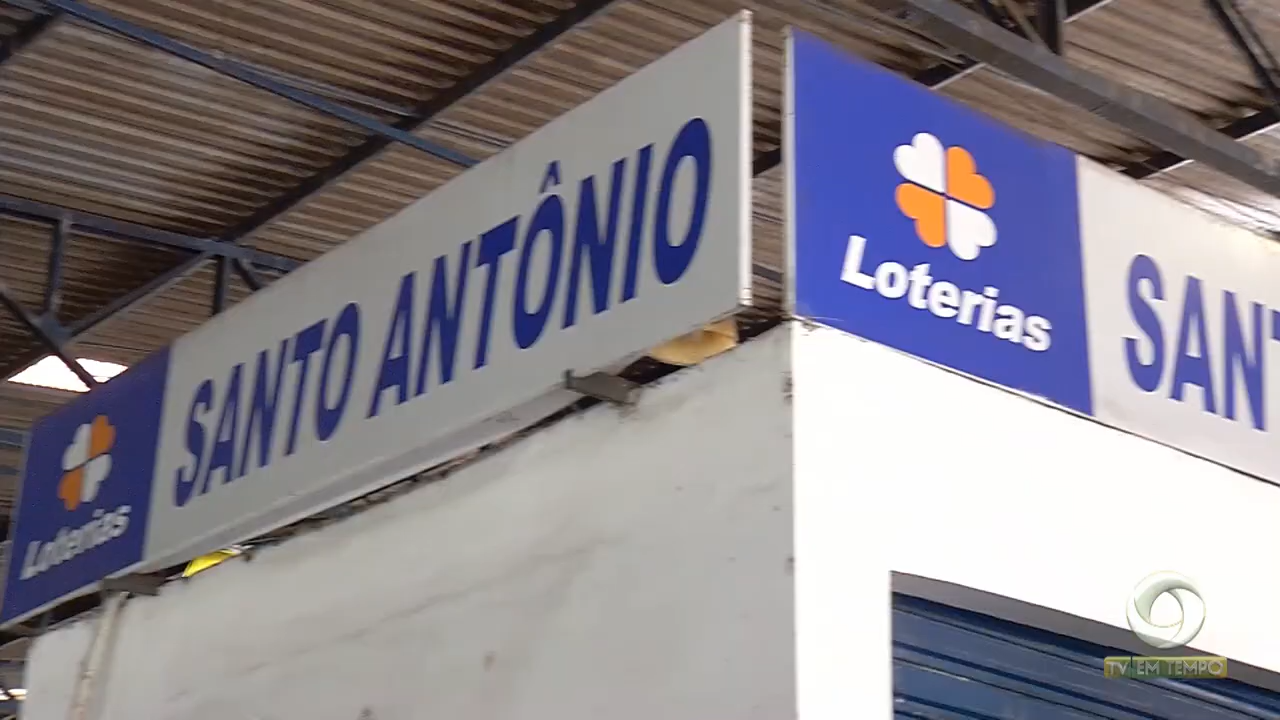 SANTO ANTÔNIO
Loterias
Loterias
SANT
TV EM TEMPO